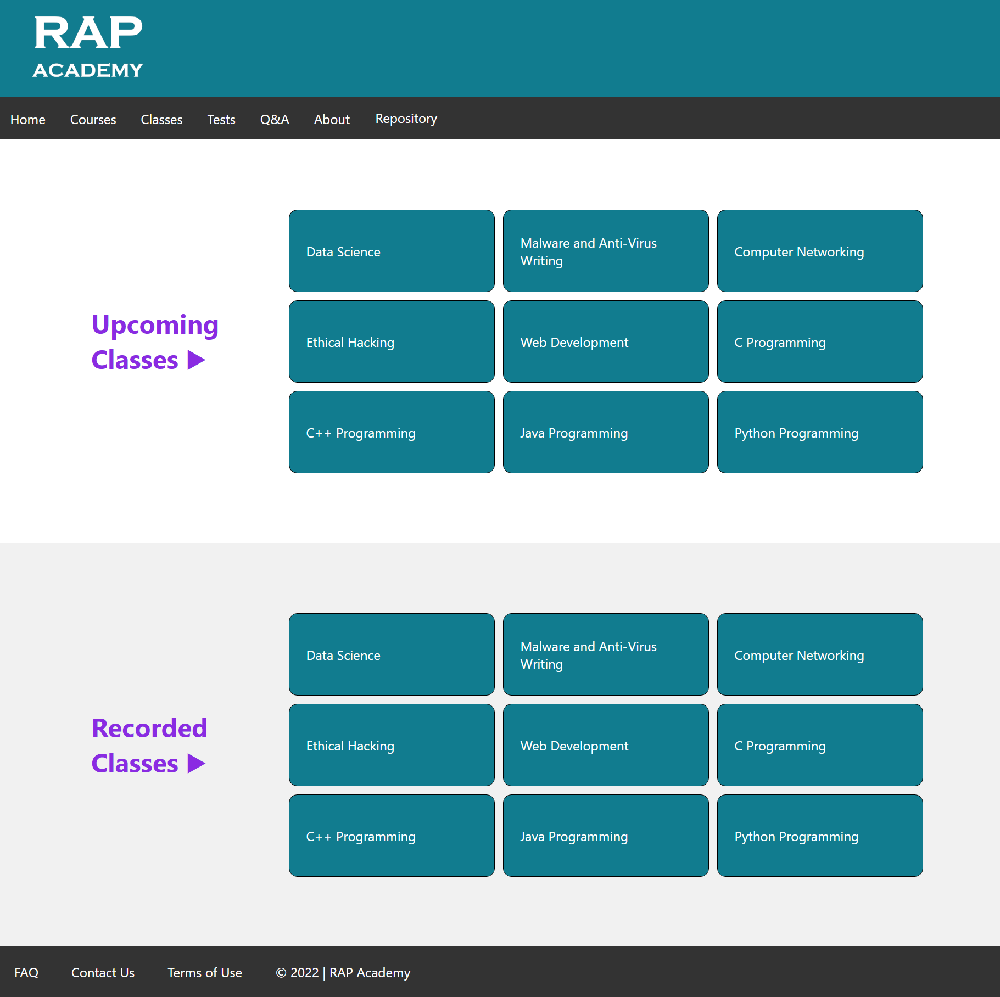 RAP
ACADEMY
Home Courses Classes Tests Q&A About Repository
Upcoming
Classes ▶
Data Science
Malware and Anti-Virus
Writing
Computer Networking
Ethical Hacking
Web Development
C Programming
C++ Programming
Java Programming
Python Programming
Recorded
Classes ▶
Data Science
Malware and Anti-Virus
Writing
Computer Networking
Ethical Hacking
Web Development
C Programming
C++ Programming
Java Programming
Python Programming
FAQ Contact Us Terms of Use © 2022 | RAP Academy